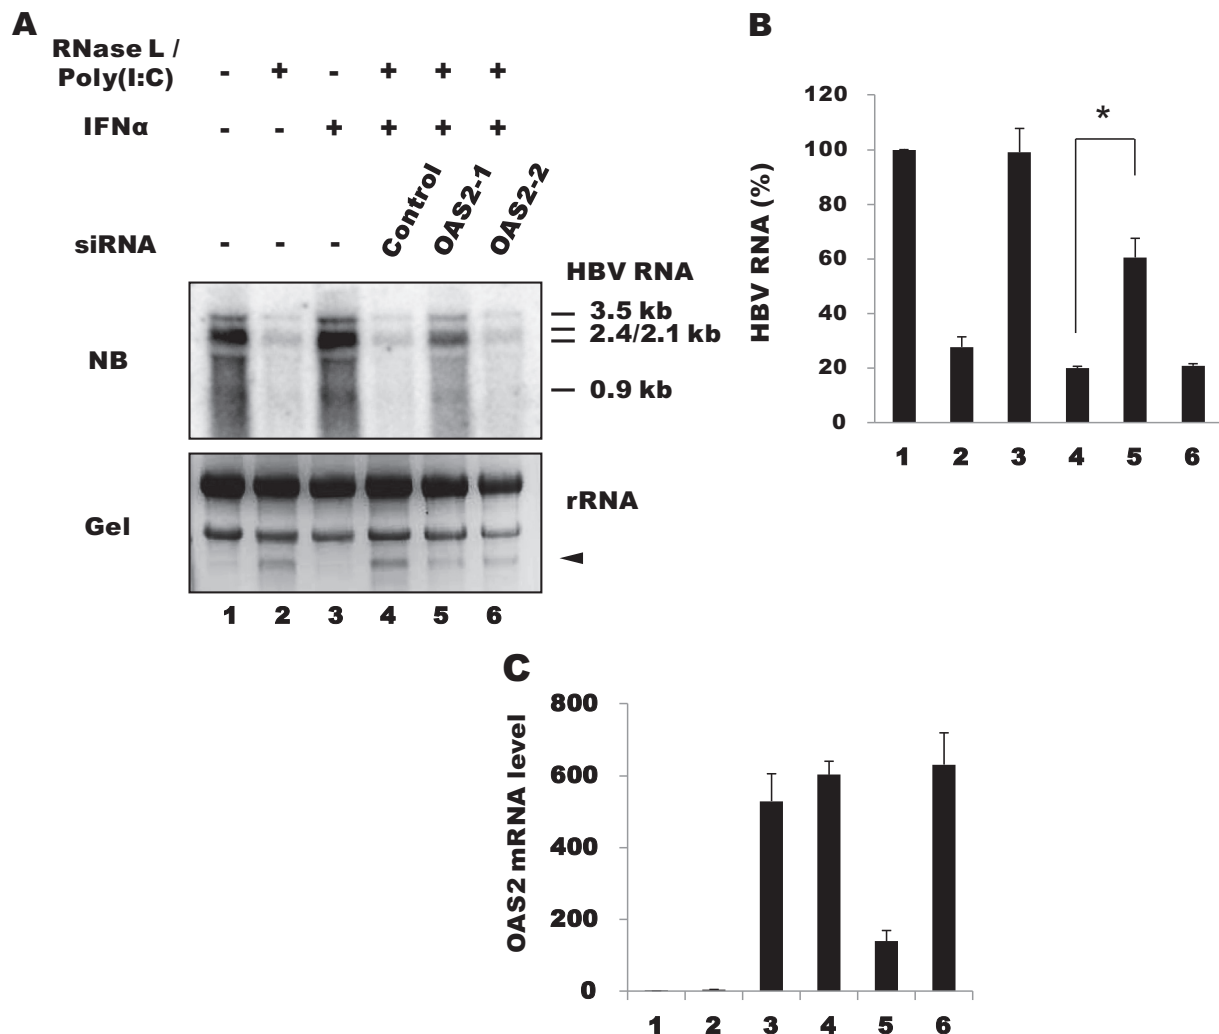 A
RNase L /
Poly(I:C)
- + - + + +
IFNα
- - + + + +
siRNA
- - - Control OAS2-1 OAS2-2
HBV RNA
3.5 kb
2.4/2.1 kb
0.9 kb
NB
Gel
rRNA
1 2 3 4 5 6
B
HBV RNA (%)
120
100
80
60
40
20
0
*
1 2 3 4 5 6
C
OAS2 mRNA level
800
600
400
200
0
1 2 3 4 5 6